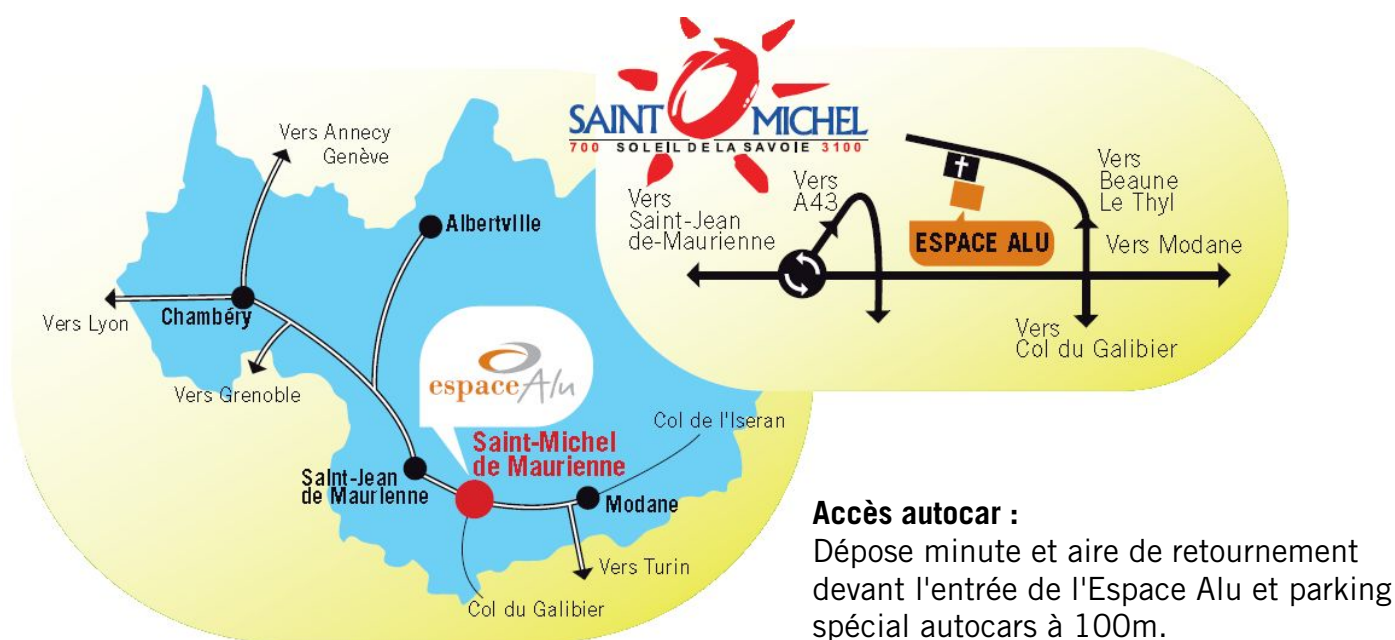 Vers Annecy
Genève
Albertville
Vers Lyon
Chambéry
Vers Grenoble
espace Alu
Saint-Michel
de Maurienne
Col de l'Iseran
Saint-Jean
de Maurienne
Modane
Vers Turin
Col du Galibier
SAINT MICHEL
700 SOLEIL DE LA SAVOIE 3100
Vers
Saint-Jean
de-Maurienne
Vers
A43
ESPACE ALU
Vers
Beaune
Le Thyl
Vers Modane
Vers
Col du Galibier
Accès autocar :
Dépose minute et aire de retournement
devant l'entrée de l'Espace Alu et parking
spécial autocars à 100m.